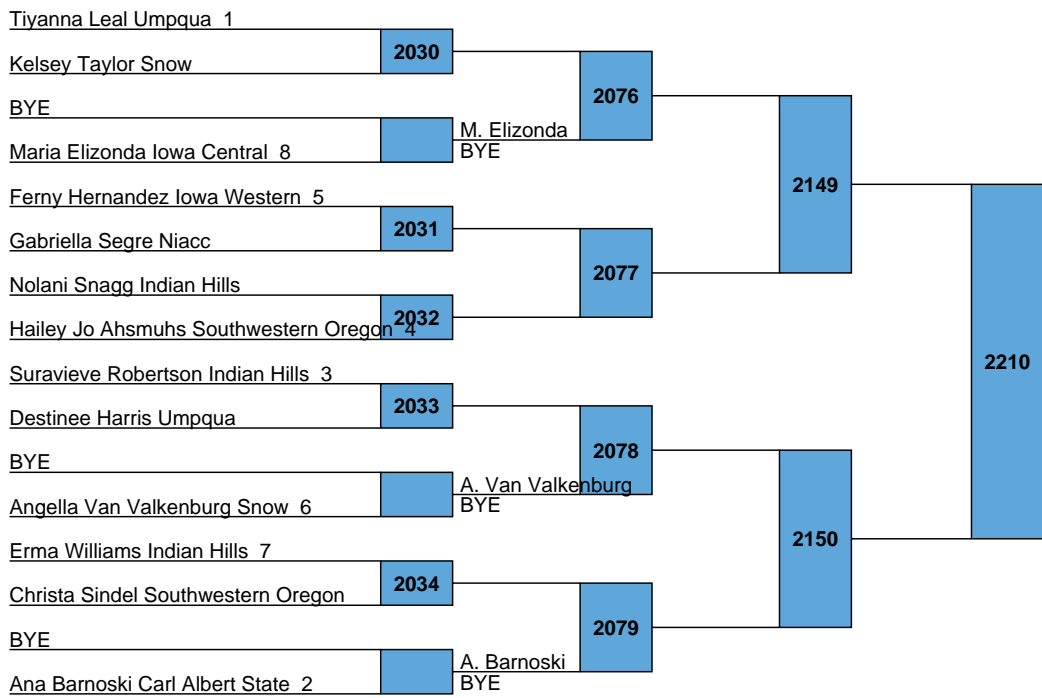 Tiyanna Leal Umpqua  1
2030
Kelsey Taylor Snow
2076
BYE
M. Elizonda
BYE
Maria Elizonda Iowa Central  8
2149
Ferny Hernandez Iowa Western  5
2031
Gabriella Segre Niacc
2077
Nolani Snagg Indian Hills
2032
Hailey Jo Ahsmuhs Southwestern Oregon  4
2210
Suravieve Robertson Indian Hills  3
2033
Destinee Harris Umpqua
2078
BYE
A. Van Valkenburg
BYE
Angella Van Valkenburg Snow  6
2150
Erma Williams Indian Hills  7
2034
Christa Sindel Southwestern Oregon
2079
BYE
A. Barnoski
BYE
Ana Barnoski Carl Albert State  2